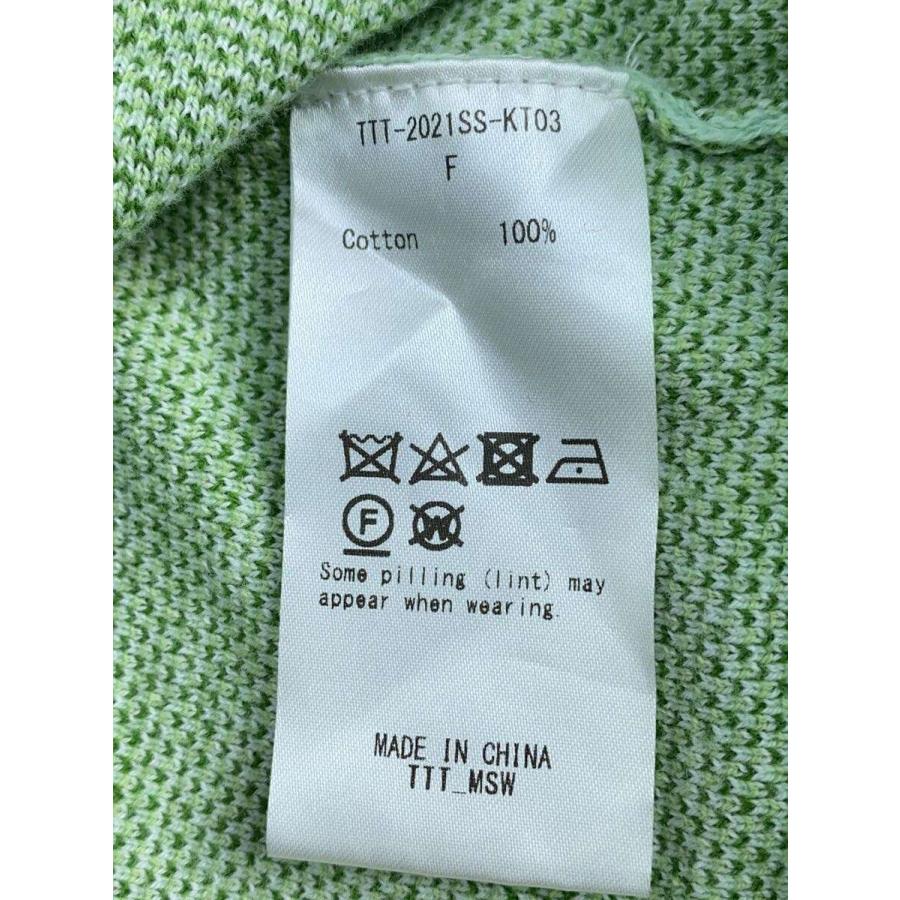 TTT-2021SS-KT03
F
Cotton 100%
F W
Some pilling (lint) may
appear when wearing.
MADE IN CHINA
TTT_MSW